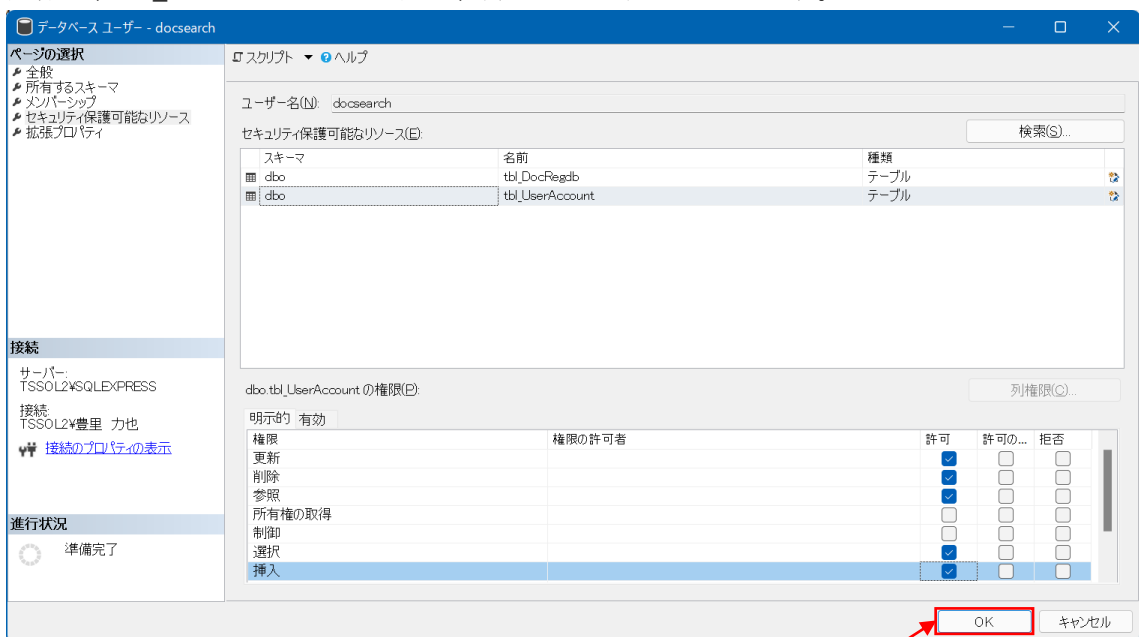 データベース ユーザー - docsearch
ページの選択
全般
所有するスキーマ
メンバーシップ
セキュリティ保護可能なリソース
拡張プロパティ
スクリプト ヘルプ
ユーザー名(N): docsearch
セキュリティ保護可能なリソース(E):
検索(S)...
スキーマ 名前 種類
dbo tbl_DocRegdb テーブル
dbo tbl_UserAccount テーブル
接続
サーバー:
TSSOL2¥SQLEXPRESS
接続:
TSSOL2¥豊里 力也
接続のプロパティの表示
進行状況
準備完了
dbo.tbl_UserAccount の権限(P):
列権限(C)...
明示的 有効
権限 権限の許可者 許可 許可の... 拒否
更新
削除
参照
所有権の取得
制御
選択
挿入
OK キャンセル